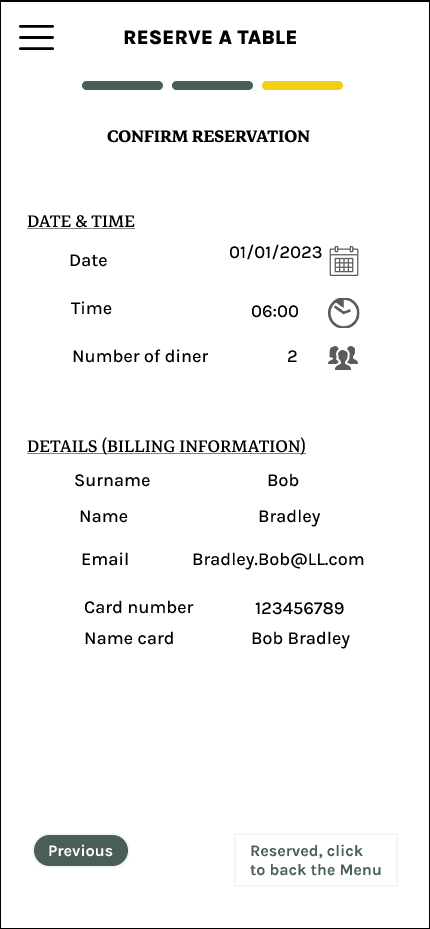 RESERVE A TABLE
CONFIRM RESERVATION
DATE & TIME
Date 01/01/2023
Time 06:00
Number of diner 2
DETAILS (BILLING INFORMATION)
Surname Bob
Name Bradley
Email Bradley.Bob@LL.com
Card number 123456789
Name card Bob Bradley
Previous
Reserved, click
to back the Menu